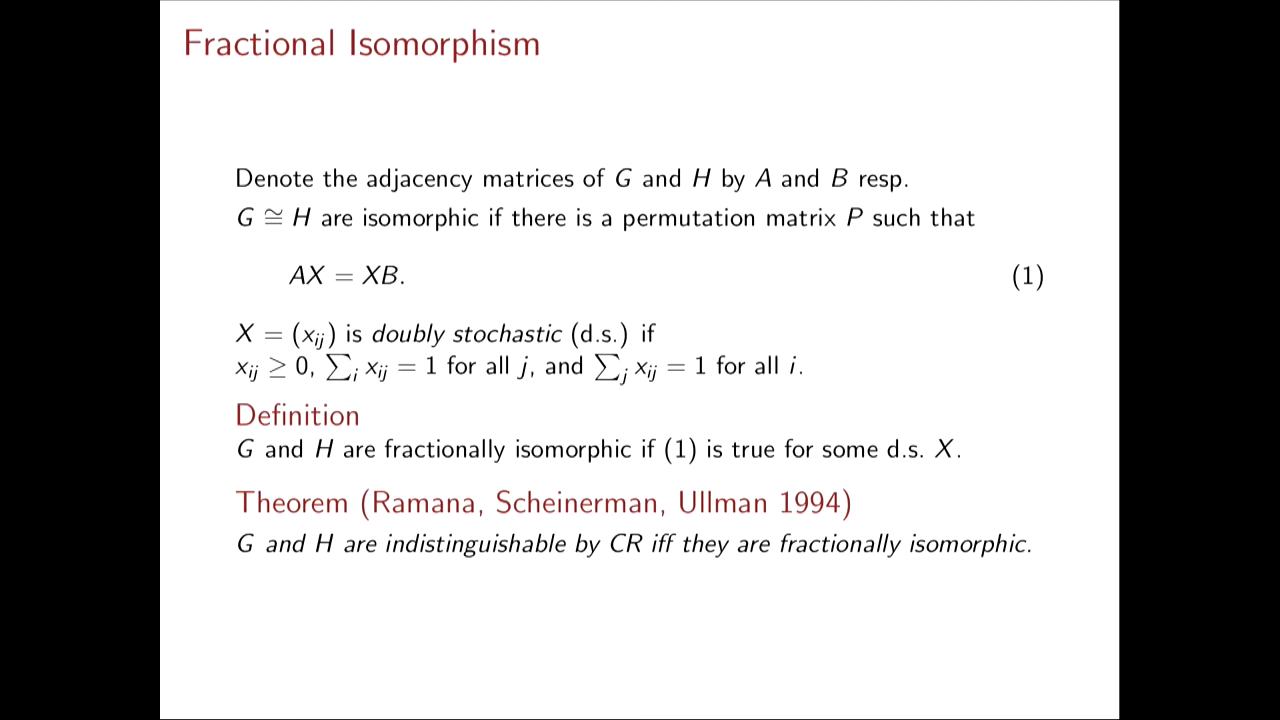 Fractional Isomorphism
Denote the adjacency matrices of G and H by A and B resp.
G ≅ H are isomorphic if there is a permutation matrix P such that
AX = XB. (1)
X = (x_ij) is doubly stochastic (d.s.) if
x_ij ≥ 0, ∑_i x_ij = 1 for all j, and ∑_j x_ij = 1 for all i.
Definition
G and H are fractionally isomorphic if (1) is true for some d.s. X.
Theorem (Ramana, Scheinerman, Ullman 1994)
G and H are indistinguishable by CR iff they are fractionally isomorphic.